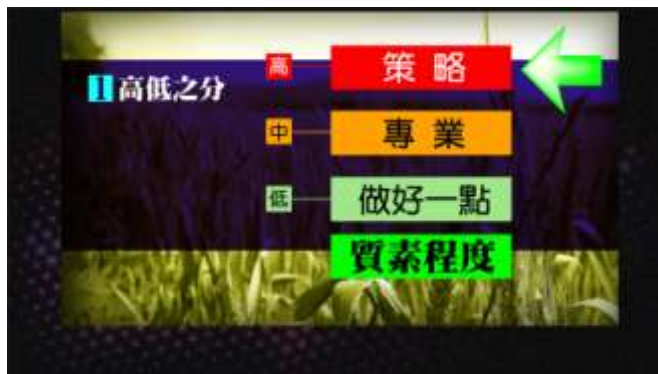 1 高低之分
高 策略
中 專業
低 做好一點
質素程度